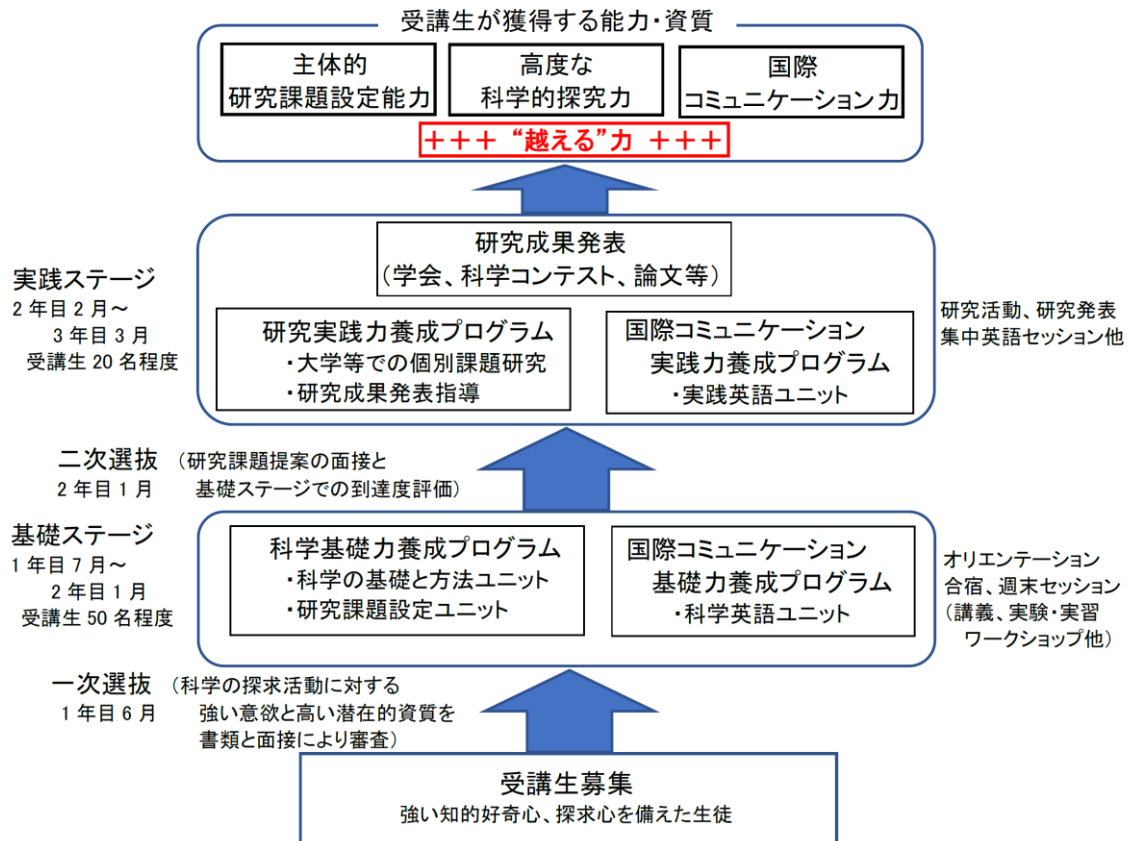 受講生が獲得する能力・資質
主体的
研究課題設定能力
高度な
科学的探究力
国際
コミュニケーション力
+++ “越える”力 +++
研究成果発表
(学会、科学コンテスト、論文等)
実践ステージ
2年目2月～
3年目3月
受講生20名程度
研究実践力養成プログラム
・大学等での個別課題研究
・研究成果発表指導
国際コミュニケーション
実践力養成プログラム
・実践英語ユニット
研究活動、研究発表
集中英語セッション他
二次選抜 (研究課題提案の面接と
2年目1月 基礎ステージでの到達度評価)
基礎ステージ
1年目7月～
2年目1月
受講生50名程度
科学基礎力養成プログラム
・科学の基礎と方法ユニット
・研究課題設定ユニット
国際コミュニケーション
基礎力養成プログラム
・科学英語ユニット
オリエンテーション
合宿、週末セッション
(講義、実験・実習
ワークショップ他)
一次選抜 (科学の探求活動に対する
1年目6月 強い意欲と高い潜在的資質を
書類と面接により審査)
受講生募集
強い知的好奇心、探求心を備えた生徒